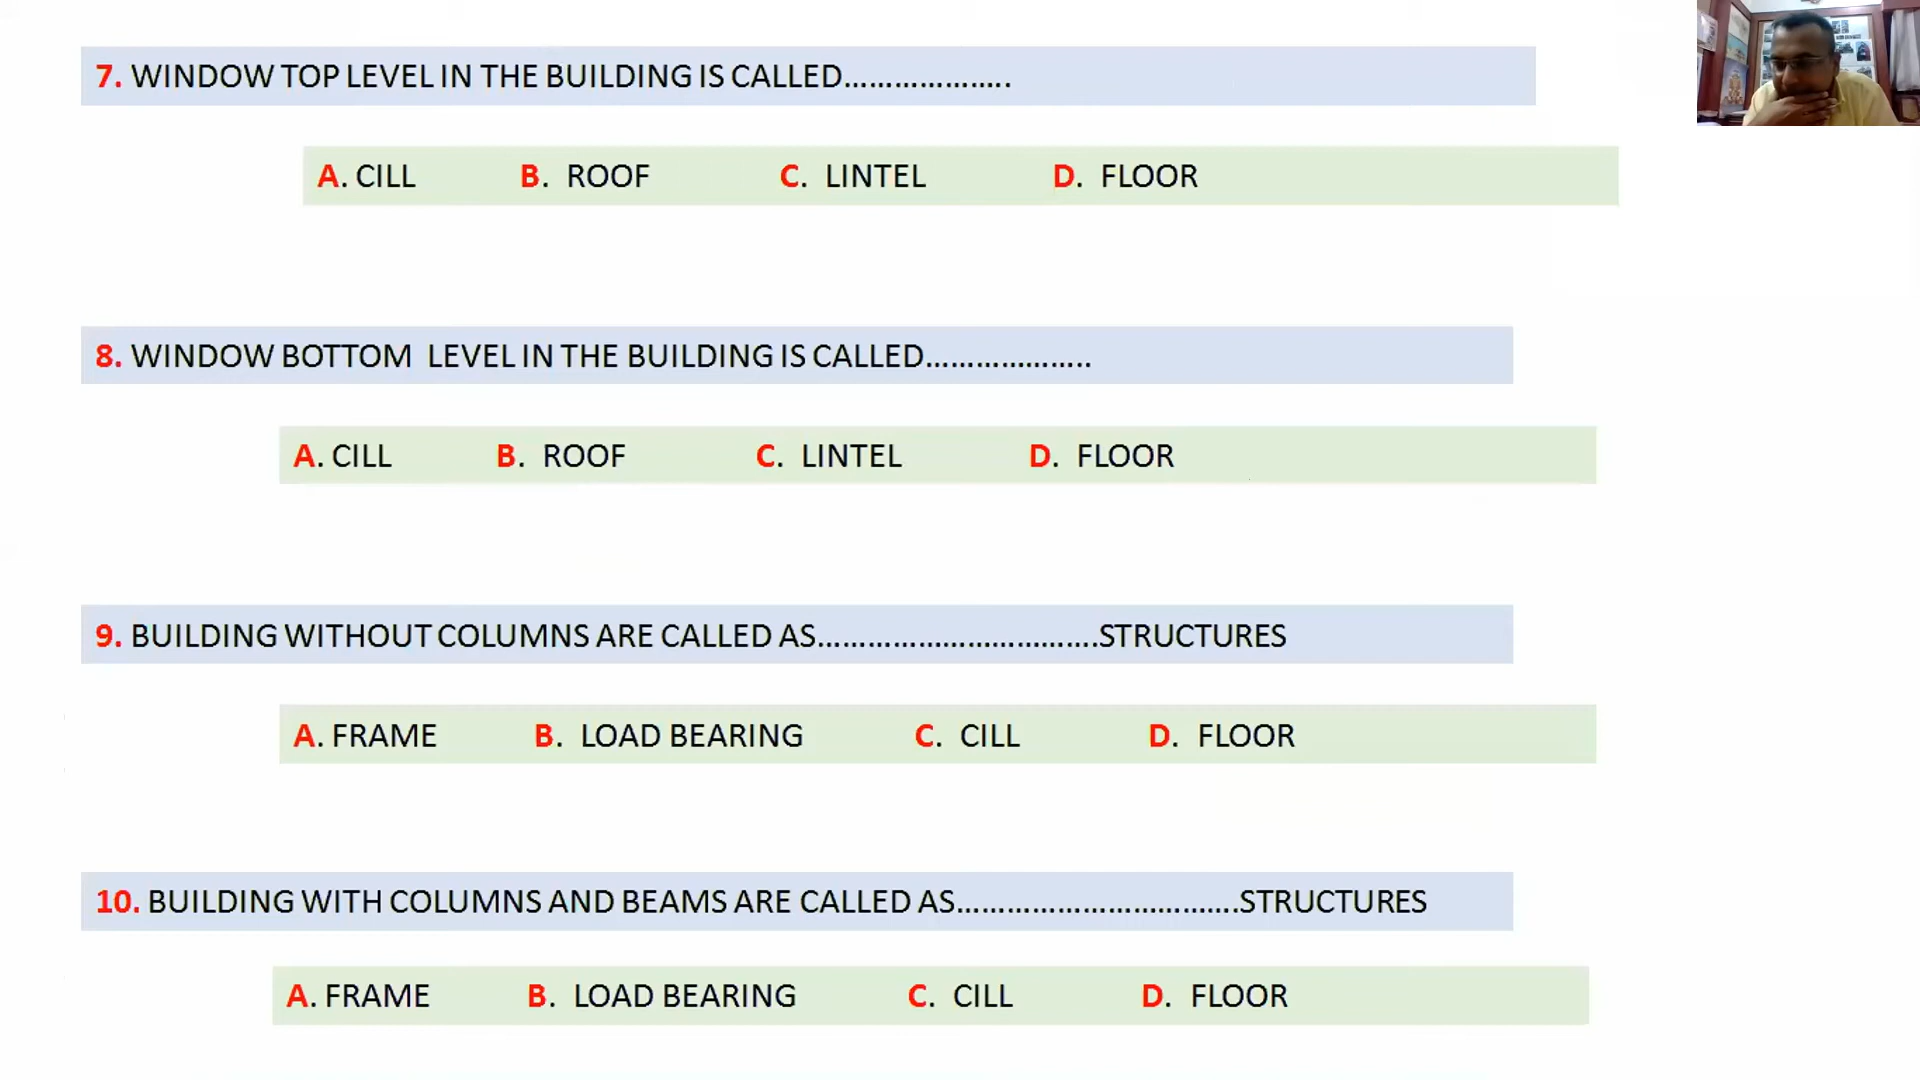 7. WINDOW TOP LEVEL IN THE BUILDING IS CALLED...................
A. CILL B. ROOF C. LINTEL D. FLOOR
8. WINDOW BOTTOM LEVEL IN THE BUILDING IS CALLED...................
A. CILL B. ROOF C. LINTEL D. FLOOR
9. BUILDING WITHOUT COLUMNS ARE CALLED AS................................STRUCTURES
A. FRAME B. LOAD BEARING C. CILL D. FLOOR
10. BUILDING WITH COLUMNS AND BEAMS ARE CALLED AS................................STRUCTURES
A. FRAME B. LOAD BEARING C. CILL D. FLOOR